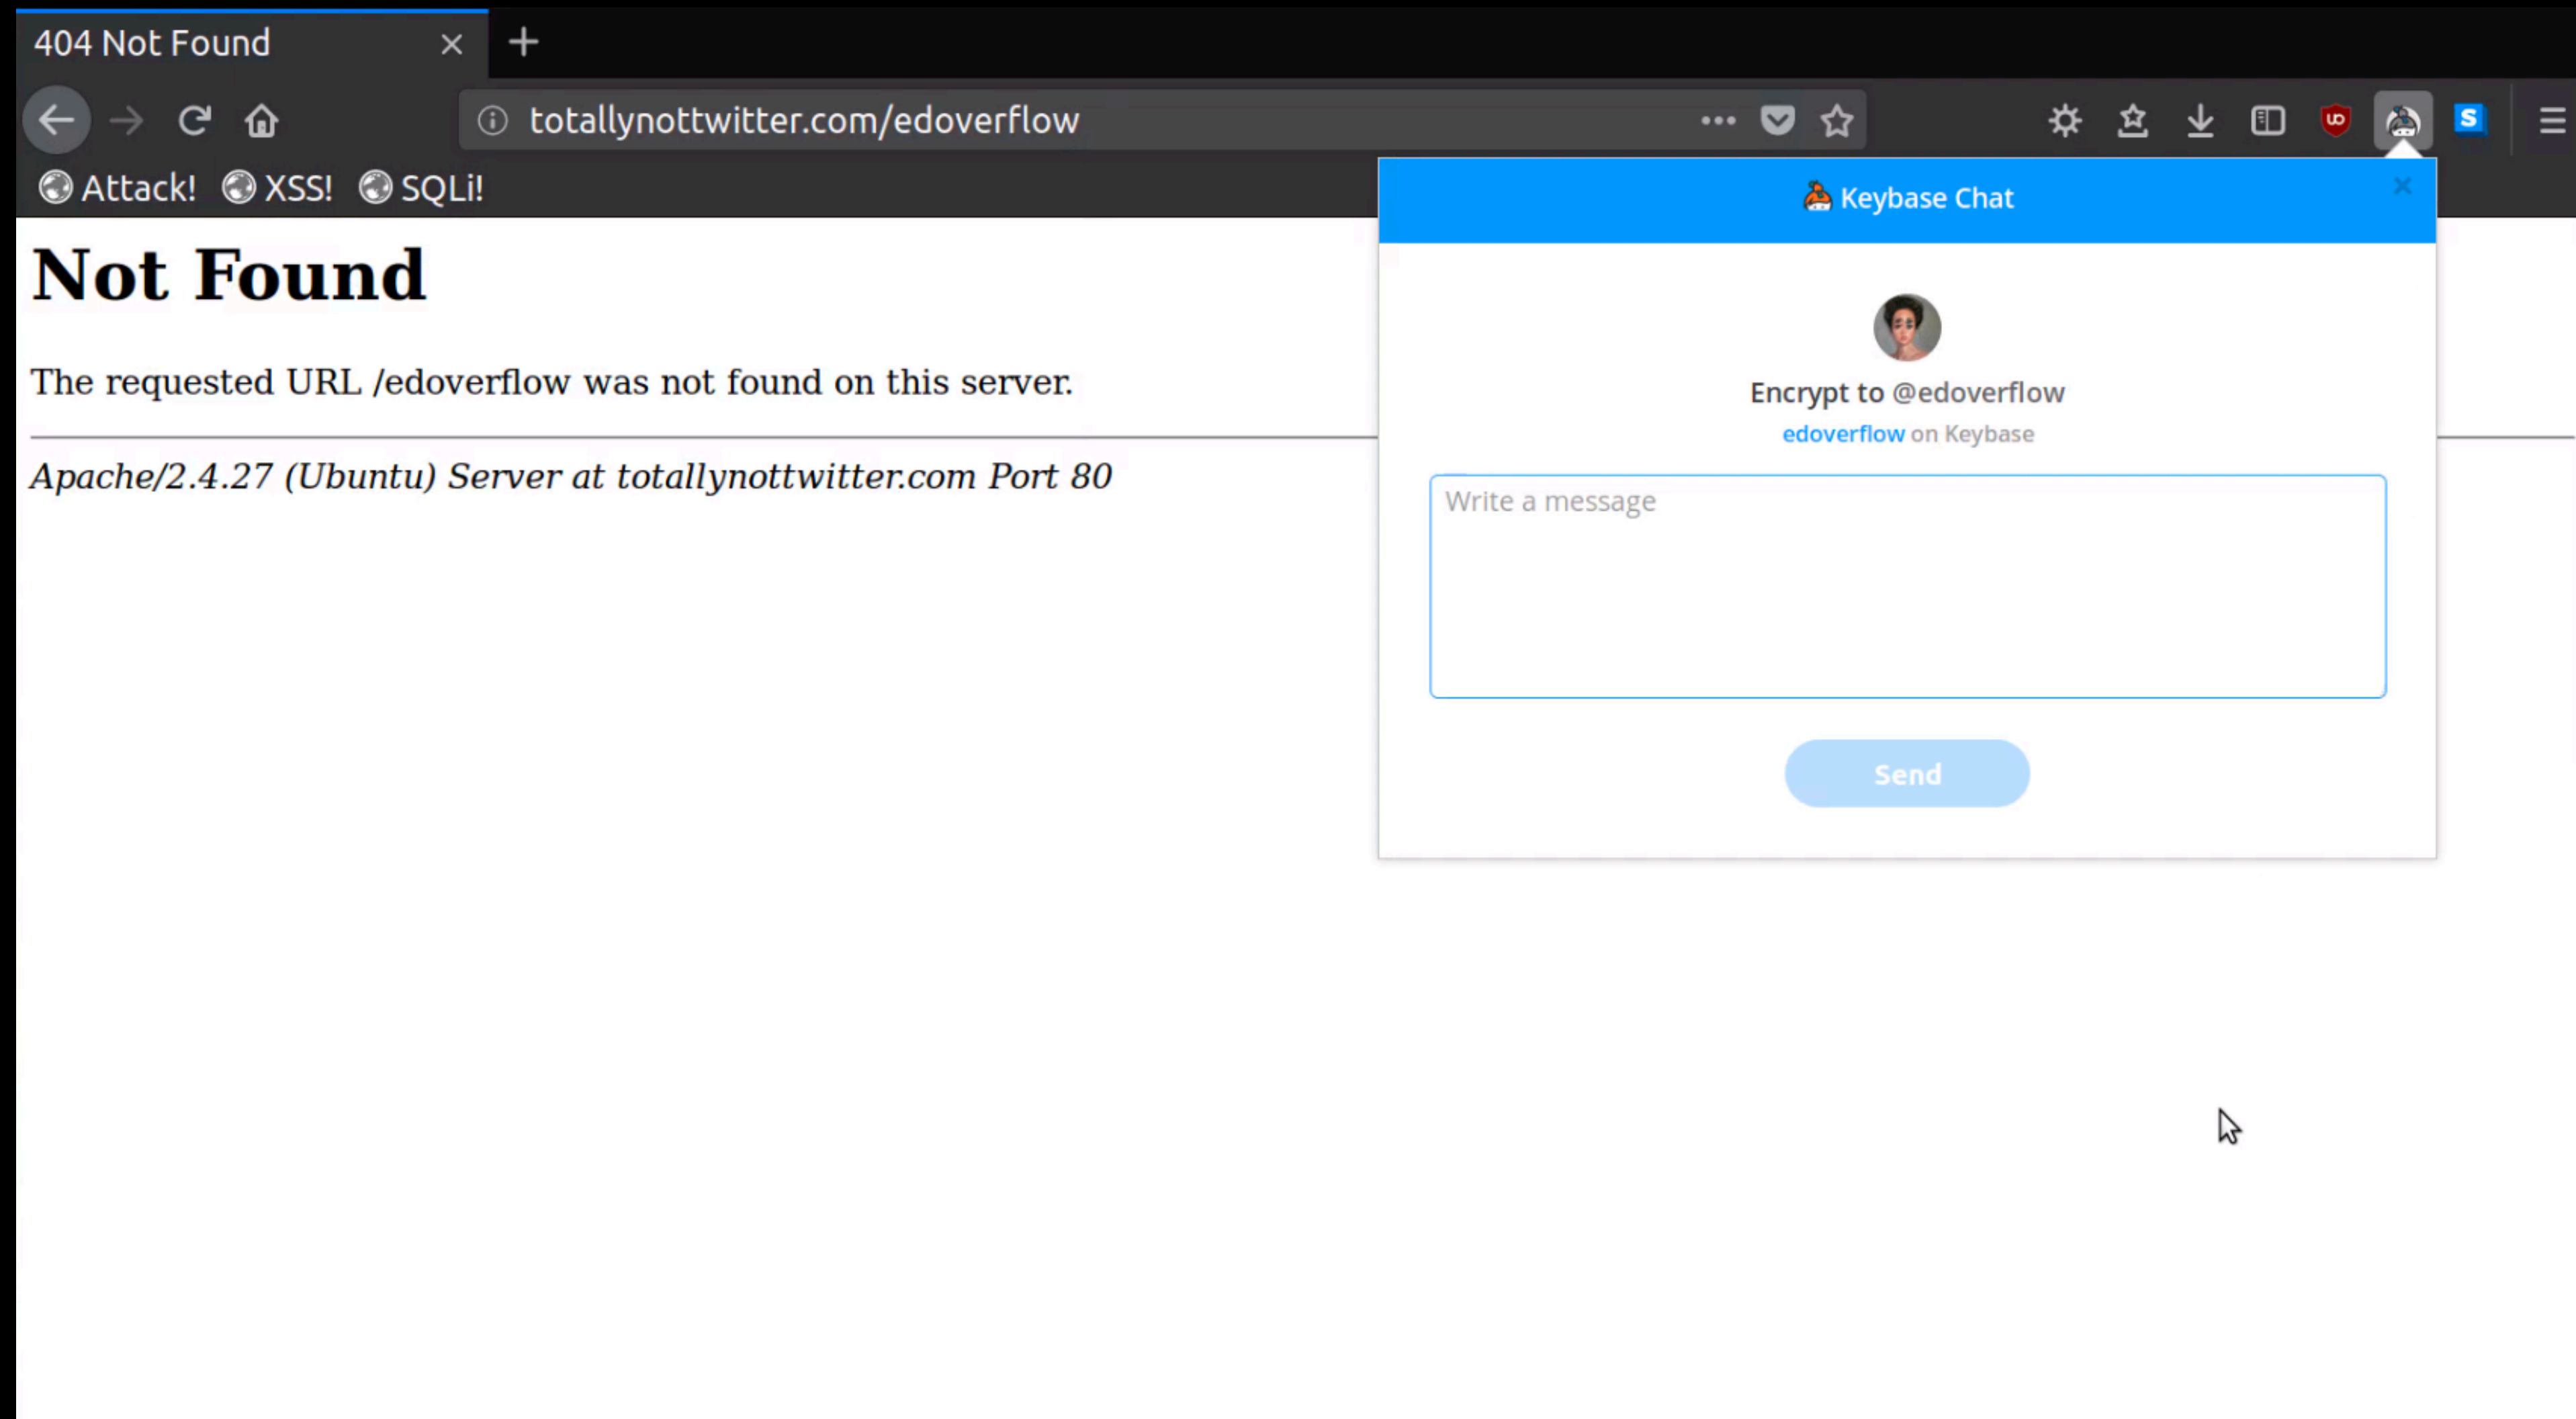 404 Not Found
totallynottwitter.com/edoverflow
Attack! XSS! SQLi!
Not Found
The requested URL /edoverflow was not found on this server.
Apache/2.4.27 (Ubuntu) Server at totallynottwitter.com Port 80
Keybase Chat
Encrypt to @edoverflow
edoverflow on Keybase
Write a message
Send